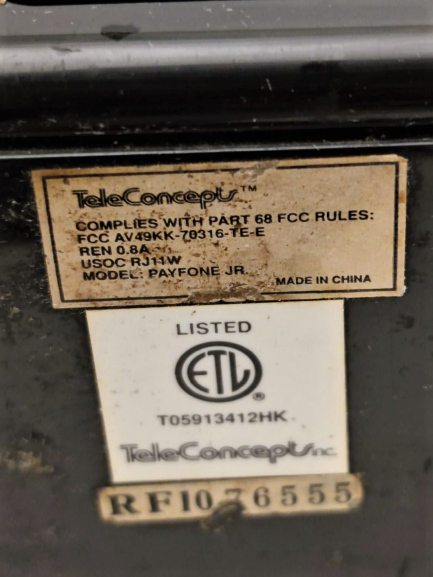 TeleConcepts™
COMPLIES WITH PART 68 FCC RULES:
FCC AV49KK-70316-TE-E
REN 0.8A
USOC RJ11W
MODEL: PAYFONE JR.
MADE IN CHINA
LISTED
ETL®
T05913412HK
TeleConcepts INC.
RF1076555